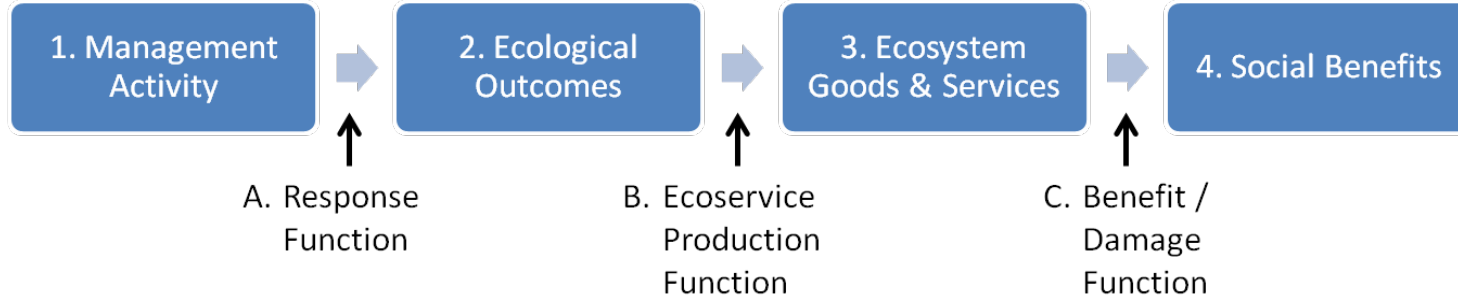 1. Management
Activity
2. Ecological
Outcomes
3. Ecosystem
Goods & Services
4. Social Benefits
A. Response
Function
B. Ecoservice
Production
Function
C. Benefit /
Damage
Function